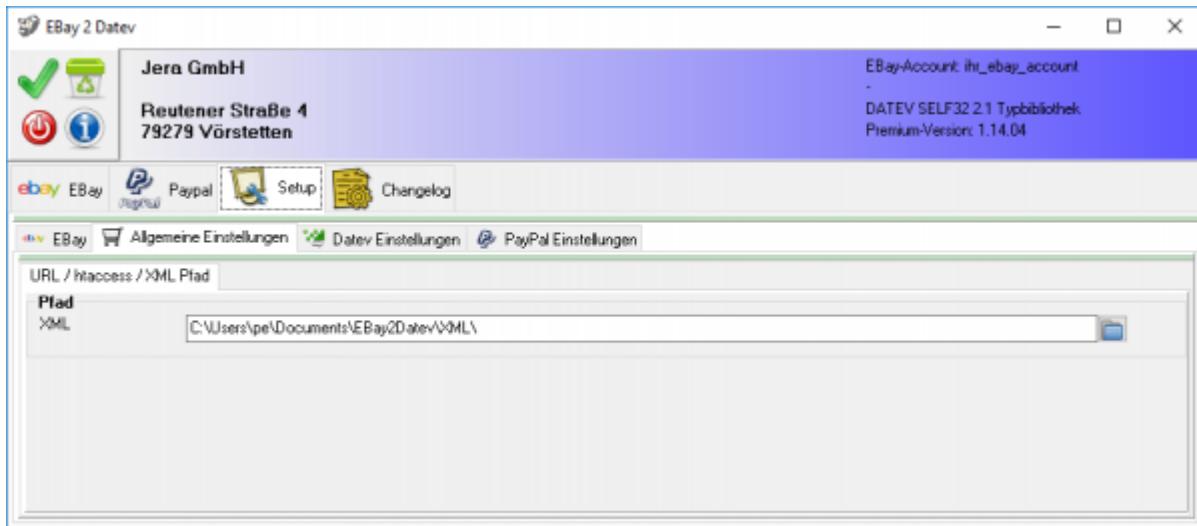 EBay 2 Datev
Jera GmbH
Reutener Straße 4
79279 Vörstetten
EBay-Account: ihr_ebay_account
-
DATEV SELF32 2.1 Typbibliothek
Premium-Version: 1.14.04
ebay EBay PayPal Paypal Setup Changelog
ebay EBay Allgemeine Einstellungen Datev Einstellungen PayPal Einstellungen
URL / htaccess / XML Pfad
Pfad
XML C:\Users\pe\Documents\EBay2Datev\XML\